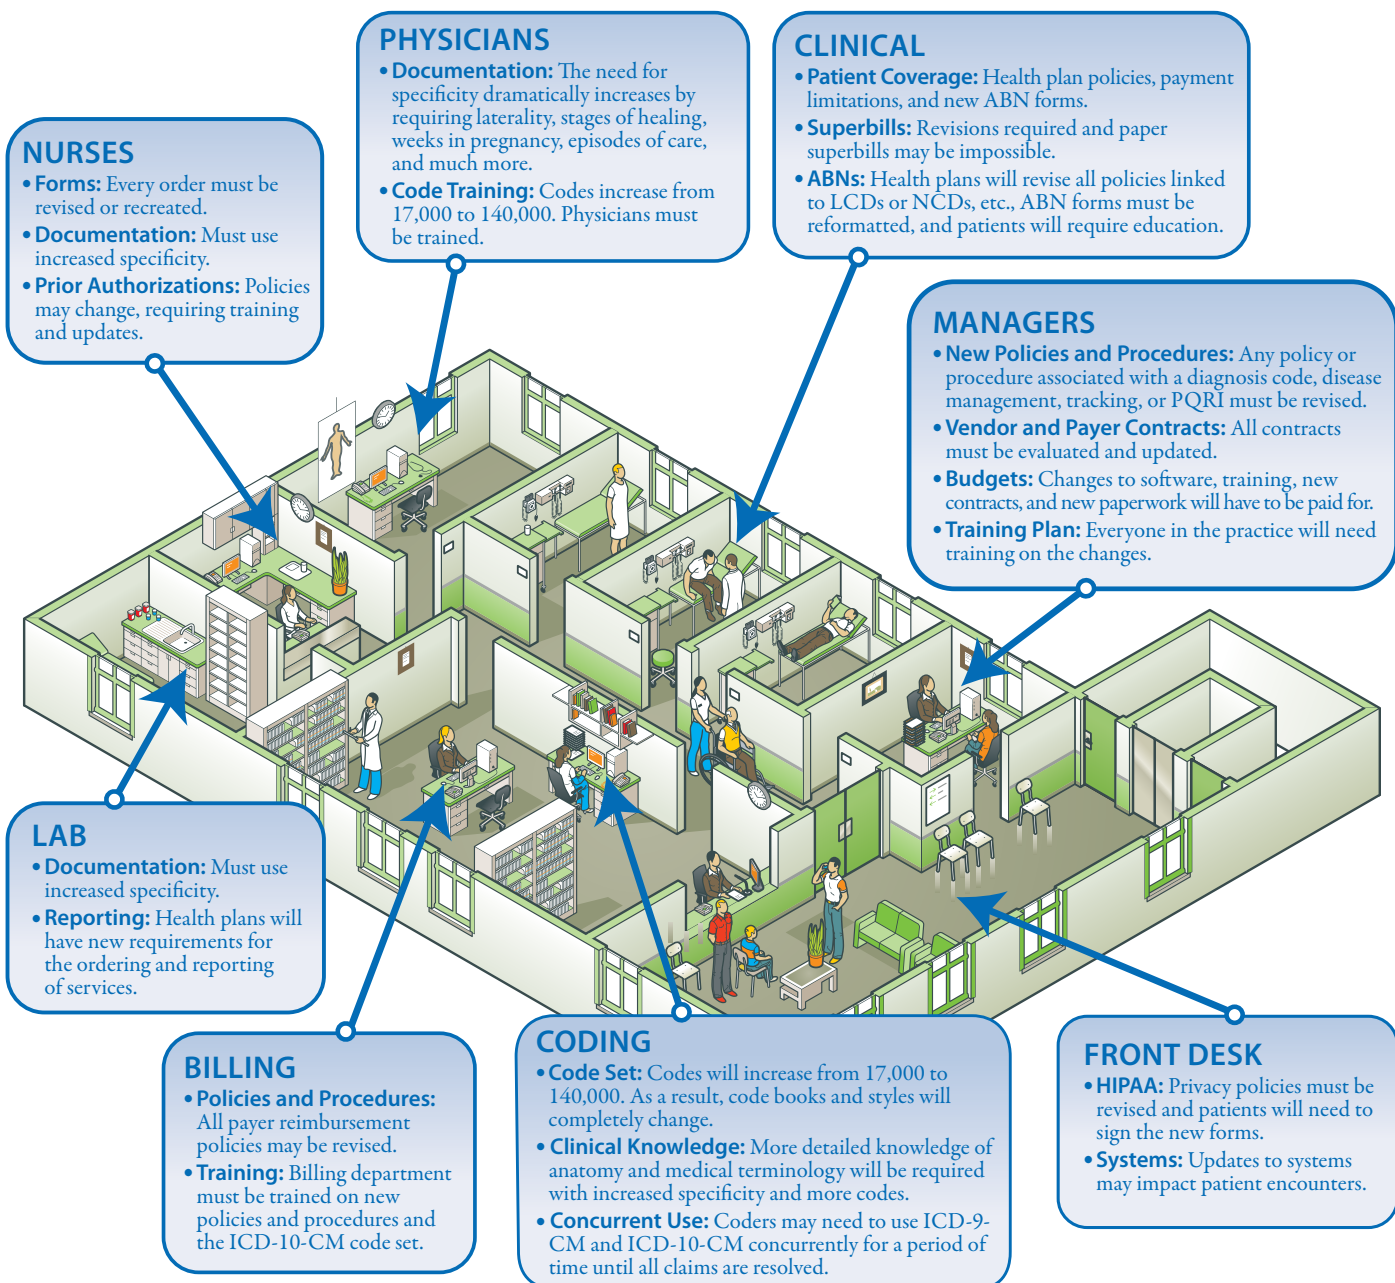 PHYSICIANS
• Documentation: The need for
specificity dramatically increases by
requiring laterality, stages of healing,
weeks in pregnancy, episodes of care,
and much more.
• Code Training: Codes increase from
17,000 to 140,000. Physicians must
be trained.
CLINICAL
• Patient Coverage: Health plan policies, payment
limitations, and new ABN forms.
• Superbills: Revisions required and paper
superbills may be impossible.
• ABNs: Health plans will revise all policies linked
to LCDs or NCDs, etc., ABN forms must be
reformatted, and patients will require education.
NURSES
• Forms: Every order must be
revised or recreated.
• Documentation: Must use
increased specificity.
• Prior Authorizations: Policies
may change, requiring training
and updates.
MANAGERS
• New Policies and Procedures: Any policy or
procedure associated with a diagnosis code, disease
management, tracking, or PQRI must be revised.
• Vendor and Payer Contracts: All contracts
must be evaluated and updated.
• Budgets: Changes to software, training, new
contracts, and new paperwork will have to be paid for.
• Training Plan: Everyone in the practice will need
training on the changes.
LAB
• Documentation: Must use
increased specificity.
• Reporting: Health plans will
have new requirements for
the ordering and reporting
of services.
BILLING
• Policies and Procedures:
All payer reimbursement
policies may be revised.
• Training: Billing department
must be trained on new
policies and procedures and
the ICD-10-CM code set.
CODING
• Code Set: Codes will increase from 17,000 to
140,000. As a result, code books and styles will
completely change.
• Clinical Knowledge: More detailed knowledge of
anatomy and medical terminology will be required
with increased specificity and more codes.
• Concurrent Use: Coders may need to use ICD-9-
CM and ICD-10-CM concurrently for a period of
time until all claims are resolved.
FRONT DESK
• HIPAA: Privacy policies must be
revised and patients will need to
sign the new forms.
• Systems: Updates to systems
may impact patient encounters.